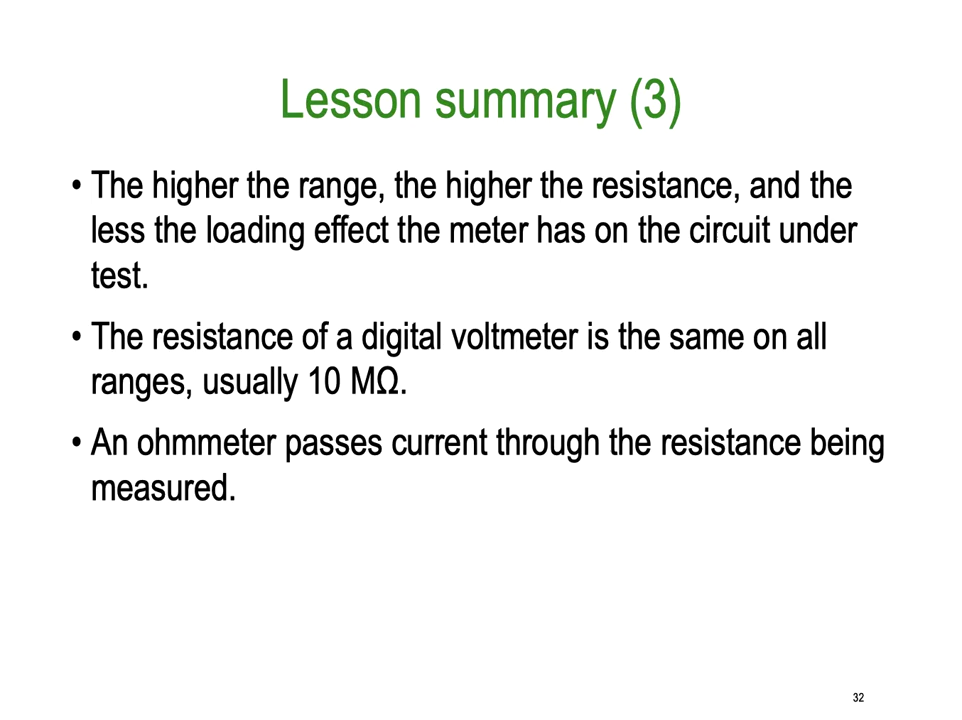 Lesson summary (3)
• The higher the range, the higher the resistance, and the
less the loading effect the meter has on the circuit under
test.
• The resistance of a digital voltmeter is the same on all
ranges, usually 10 MΩ.
• An ohmmeter passes current through the resistance being
measured.
32